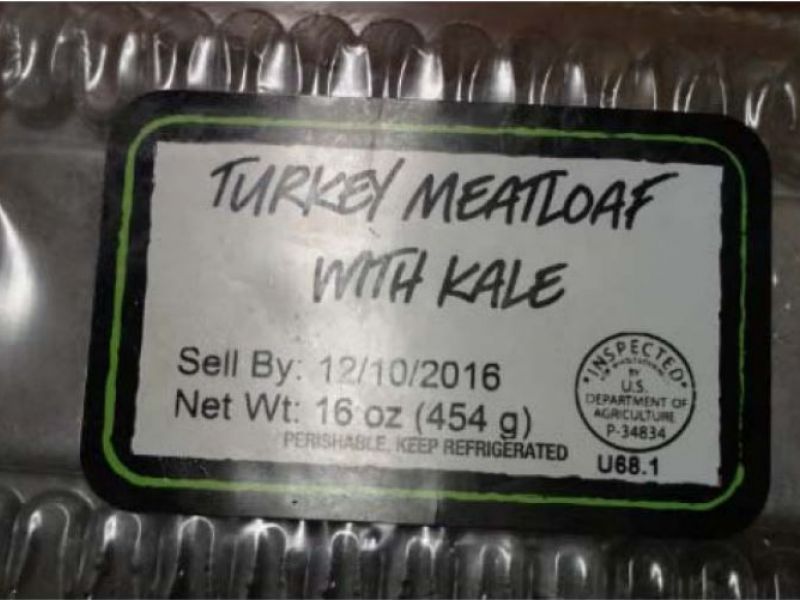 TURKEY MEATLOAF
WITH KALE
Sell By: 12/10/2016
Net Wt: 16 oz (454 g)
PERISHABLE, KEEP REFRIGERATED
INSPECTED
BY
U.S.
DEPARTMENT OF
AGRICULTURE
P-34834
U68.1